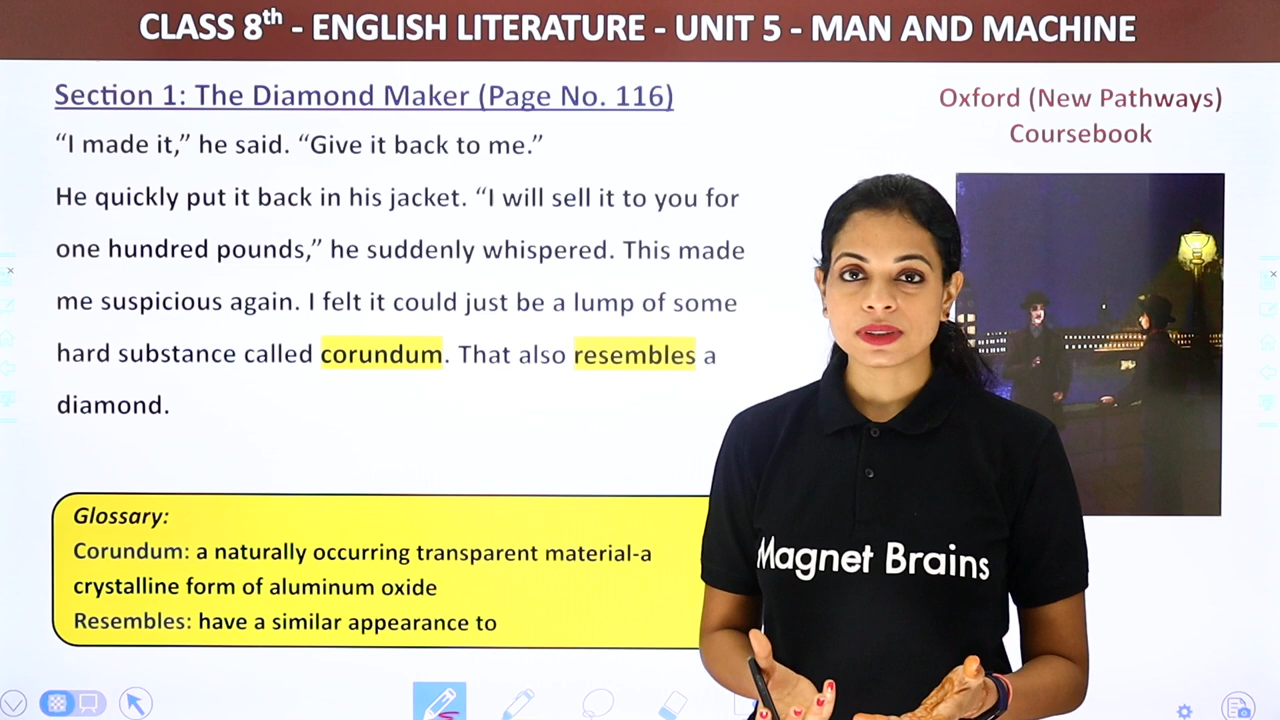 CLASS 8th - ENGLISH LITERATURE - UNIT 5 - MAN AND MACHINE
Section 1: The Diamond Maker (Page No. 116)
Oxford (New Pathways)
Coursebook
“I made it,” he said. “Give it back to me.”
He quickly put it back in his jacket. “I will sell it to you for
one hundred pounds,” he suddenly whispered. This made
me suspicious again. I felt it could just be a lump of some
hard substance called corundum. That also resembles a
diamond.
Glossary:
Corundum: a naturally occurring transparent material-a
crystalline form of aluminum oxide
Resembles: have a similar appearance to
Magnet Brains